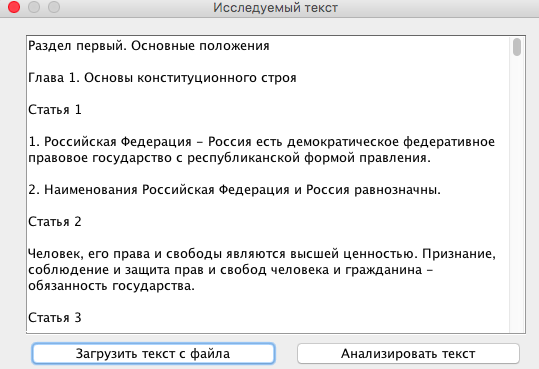 Исследуемый текст
Раздел первый. Основные положения
Глава 1. Основы конституционного строя
Статья 1
1. Российская Федерация – Россия есть демократическое федеративное
правовое государство с республиканской формой правления.
2. Наименования Российская Федерация и Россия равнозначны.
Статья 2
Человек, его права и свободы являются высшей ценностью. Признание,
соблюдение и защита прав и свобод человека и гражданина –
обязанность государства.
Статья 3
Загрузить текст с файла
Анализировать текст